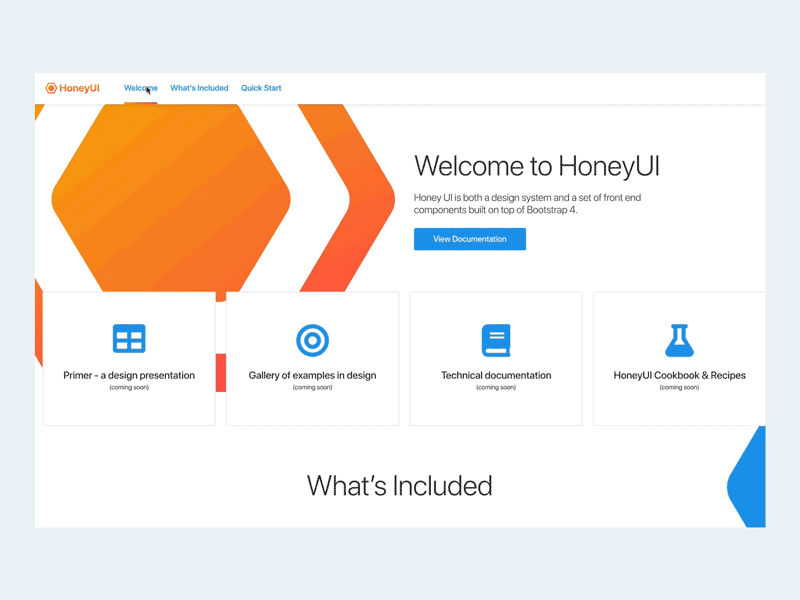 HoneyUI
Welcome
What's Included
Quick Start
Welcome to HoneyUI
Honey UI is both a design system and a set of front end
components built on top of Bootstrap 4.
View Documentation
Primer - a design presentation
(coming soon)
Gallery of examples in design
(coming soon)
Technical documentation
(coming soon)
HoneyUI Cookbook & Recipes
(coming soon)
What's Included